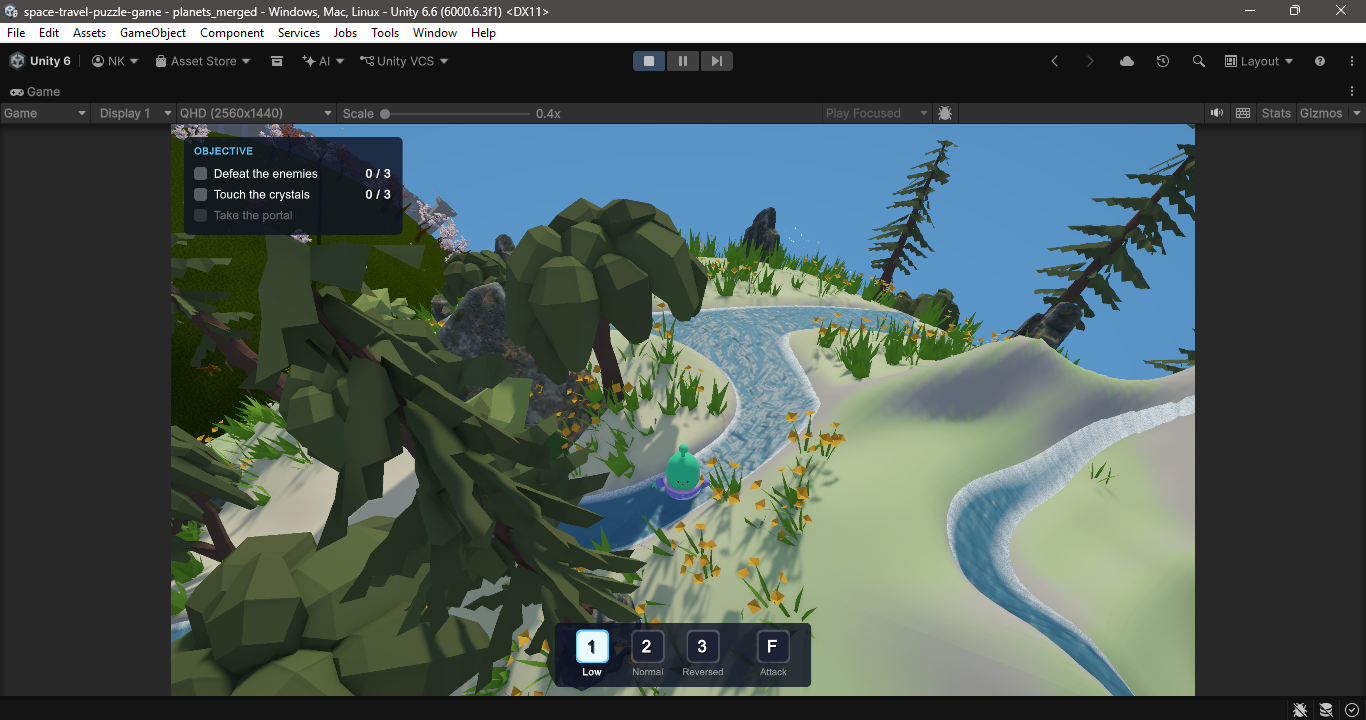 space-travel-puzzle-game - planets_merged - Windows, Mac, Linux - Unity 6.6 (6000.6.3f1) <DX11>
File Edit Assets GameObject Component Services Jobs Tools Window Help
Unity 6 NK Asset Store AI Unity VCS Layout
Game
Game Display 1 QHD (2560x1440) Scale 0.4x Play Focused Stats Gizmos
OBJECTIVE
Defeat the enemies 0 / 3
Touch the crystals 0 / 3
Take the portal
1 2 3 F
Low Normal Reversed Attack